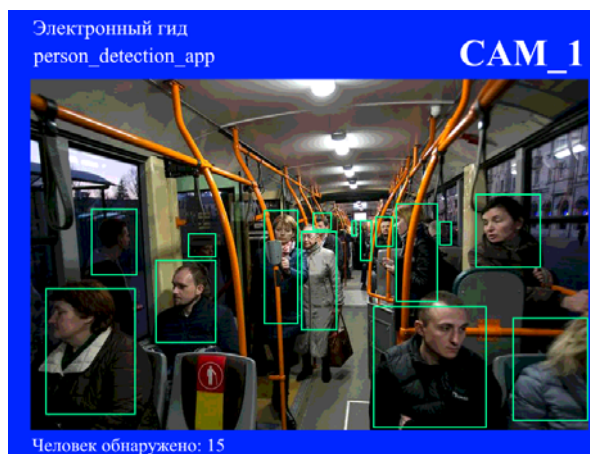 Электронный гид
person_detection_app
CAM_1
Человек обнаружено: 15